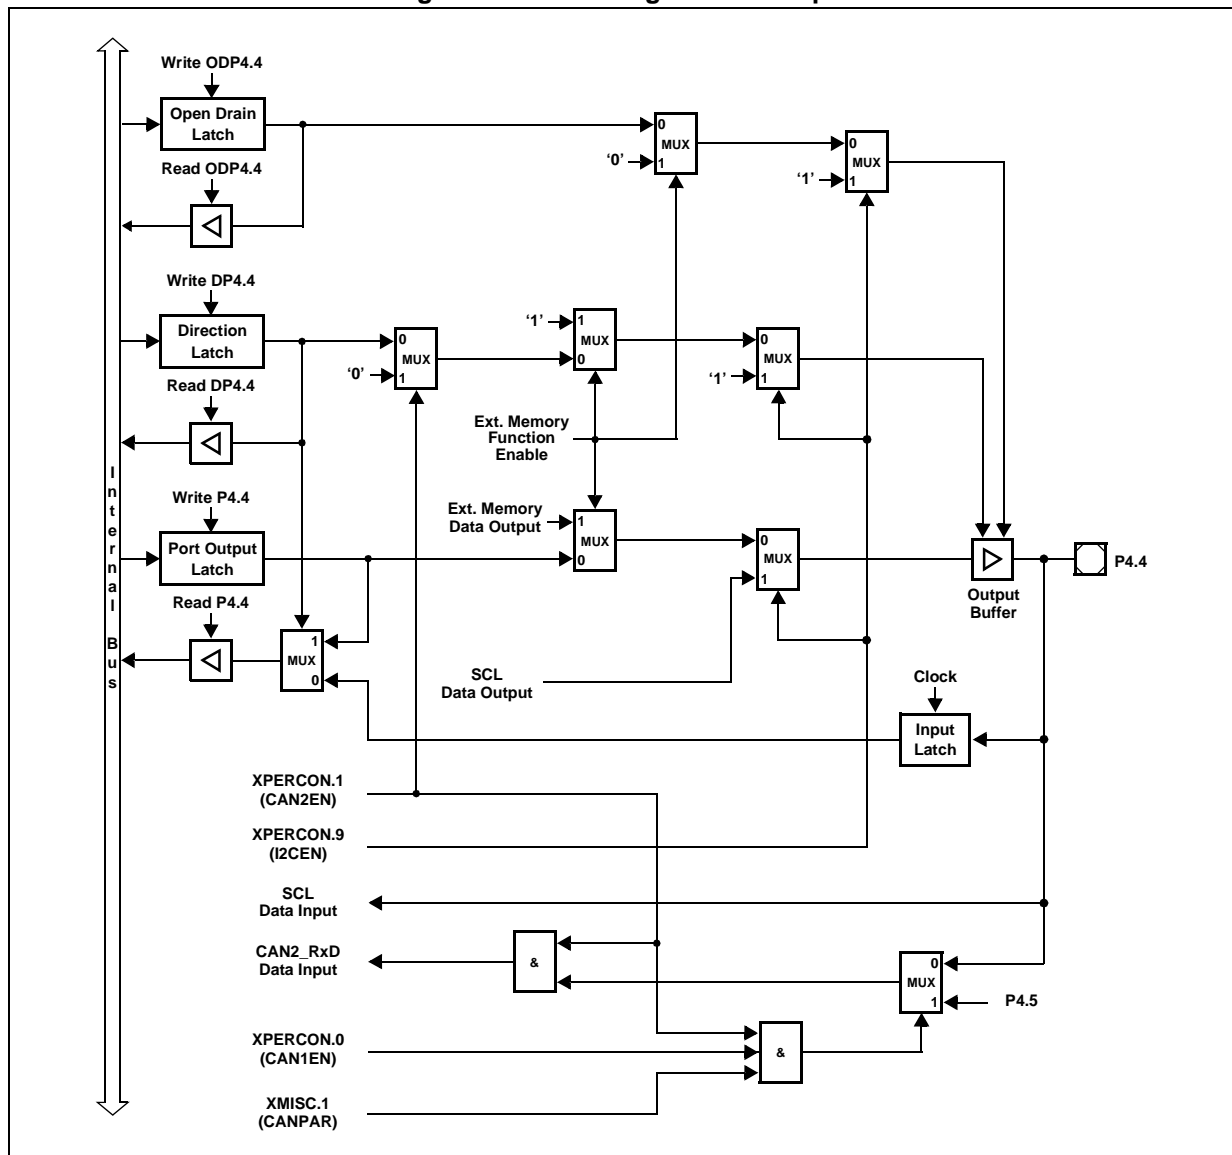 Write ODP4.4
Open Drain
Latch
Read ODP4.4
0
MUX
1
'0'
0
MUX
1
'1'
Write DP4.4
Direction
Latch
Read DP4.4
0
MUX
1
'0'
'1'
1
MUX
0
0
MUX
1
'1'
Ext. Memory
Function
Enable
Internal Bus
Write P4.4
Port Output
Latch
Read P4.4
Ext. Memory
Data Output
1
MUX
0
0
MUX
1
Output
Buffer
P4.4
1
MUX
0
SCL
Data Output
Clock
Input
Latch
XPERCON.1
(CAN2EN)
XPERCON.9
(I2CEN)
SCL
Data Input
CAN2_RxD
Data Input
&
0
MUX
1
P4.5
XPERCON.0
(CAN1EN)
&
XMISC.1
(CANPAR)